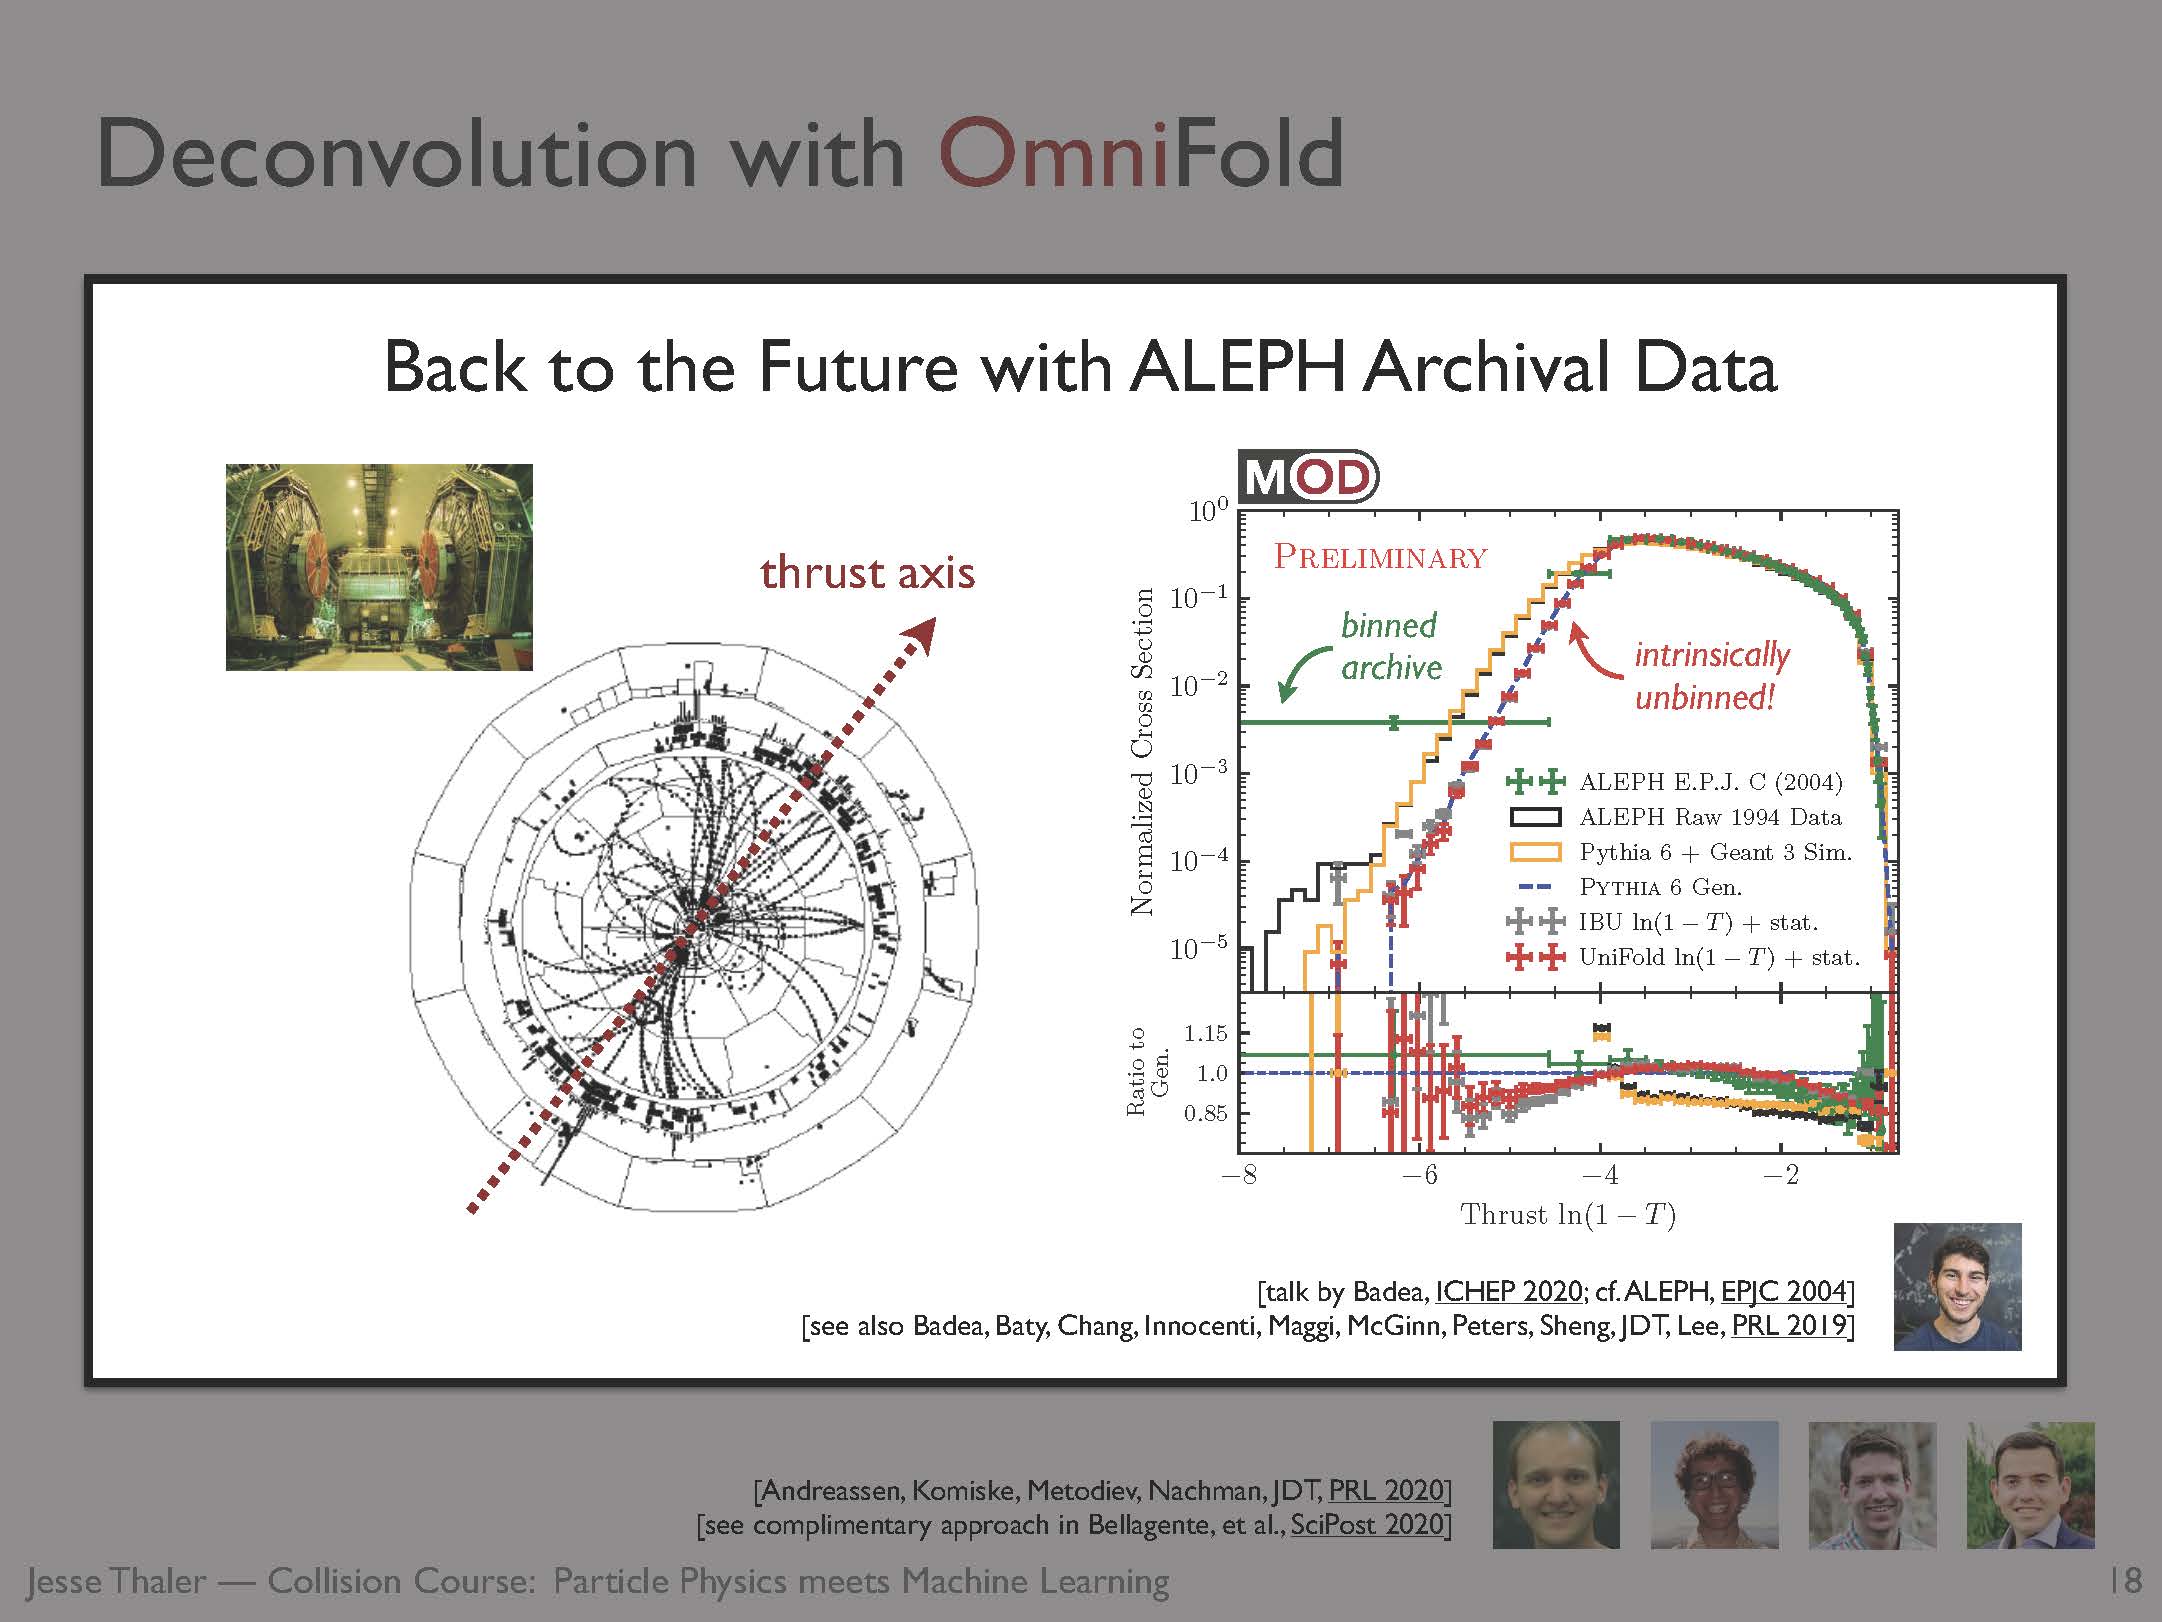 Deconvolution with OmniFold
Back to the Future with ALEPH Archival Data
thrust axis
MOD
PRELIMINARY
binned
archive
intrinsically
unbinned!
ALEPH E.P.J. C (2004)
ALEPH Raw 1994 Data
Pythia 6 + Geant 3 Sim.
PYTHIA 6 Gen.
IBU ln(1 − T) + stat.
UniFold ln(1 − T) + stat.
Normalized Cross Section
10⁰
10⁻¹
10⁻²
10⁻³
10⁻⁴
10⁻⁵
Ratio to
Gen.
1.15
1.0
0.85
−8 −6 −4 −2
Thrust ln(1 − T)
[talk by Badea, ICHEP 2020; cf. ALEPH, EPJC 2004]
[see also Badea, Baty, Chang, Innocenti, Maggi, McGinn, Peters, Sheng, JDT, Lee, PRL 2019]
[Andreassen, Komiske, Metodiev, Nachman, JDT, PRL 2020]
[see complimentary approach in Bellagente, et al., SciPost 2020]
Jesse Thaler — Collision Course: Particle Physics meets Machine Learning
18